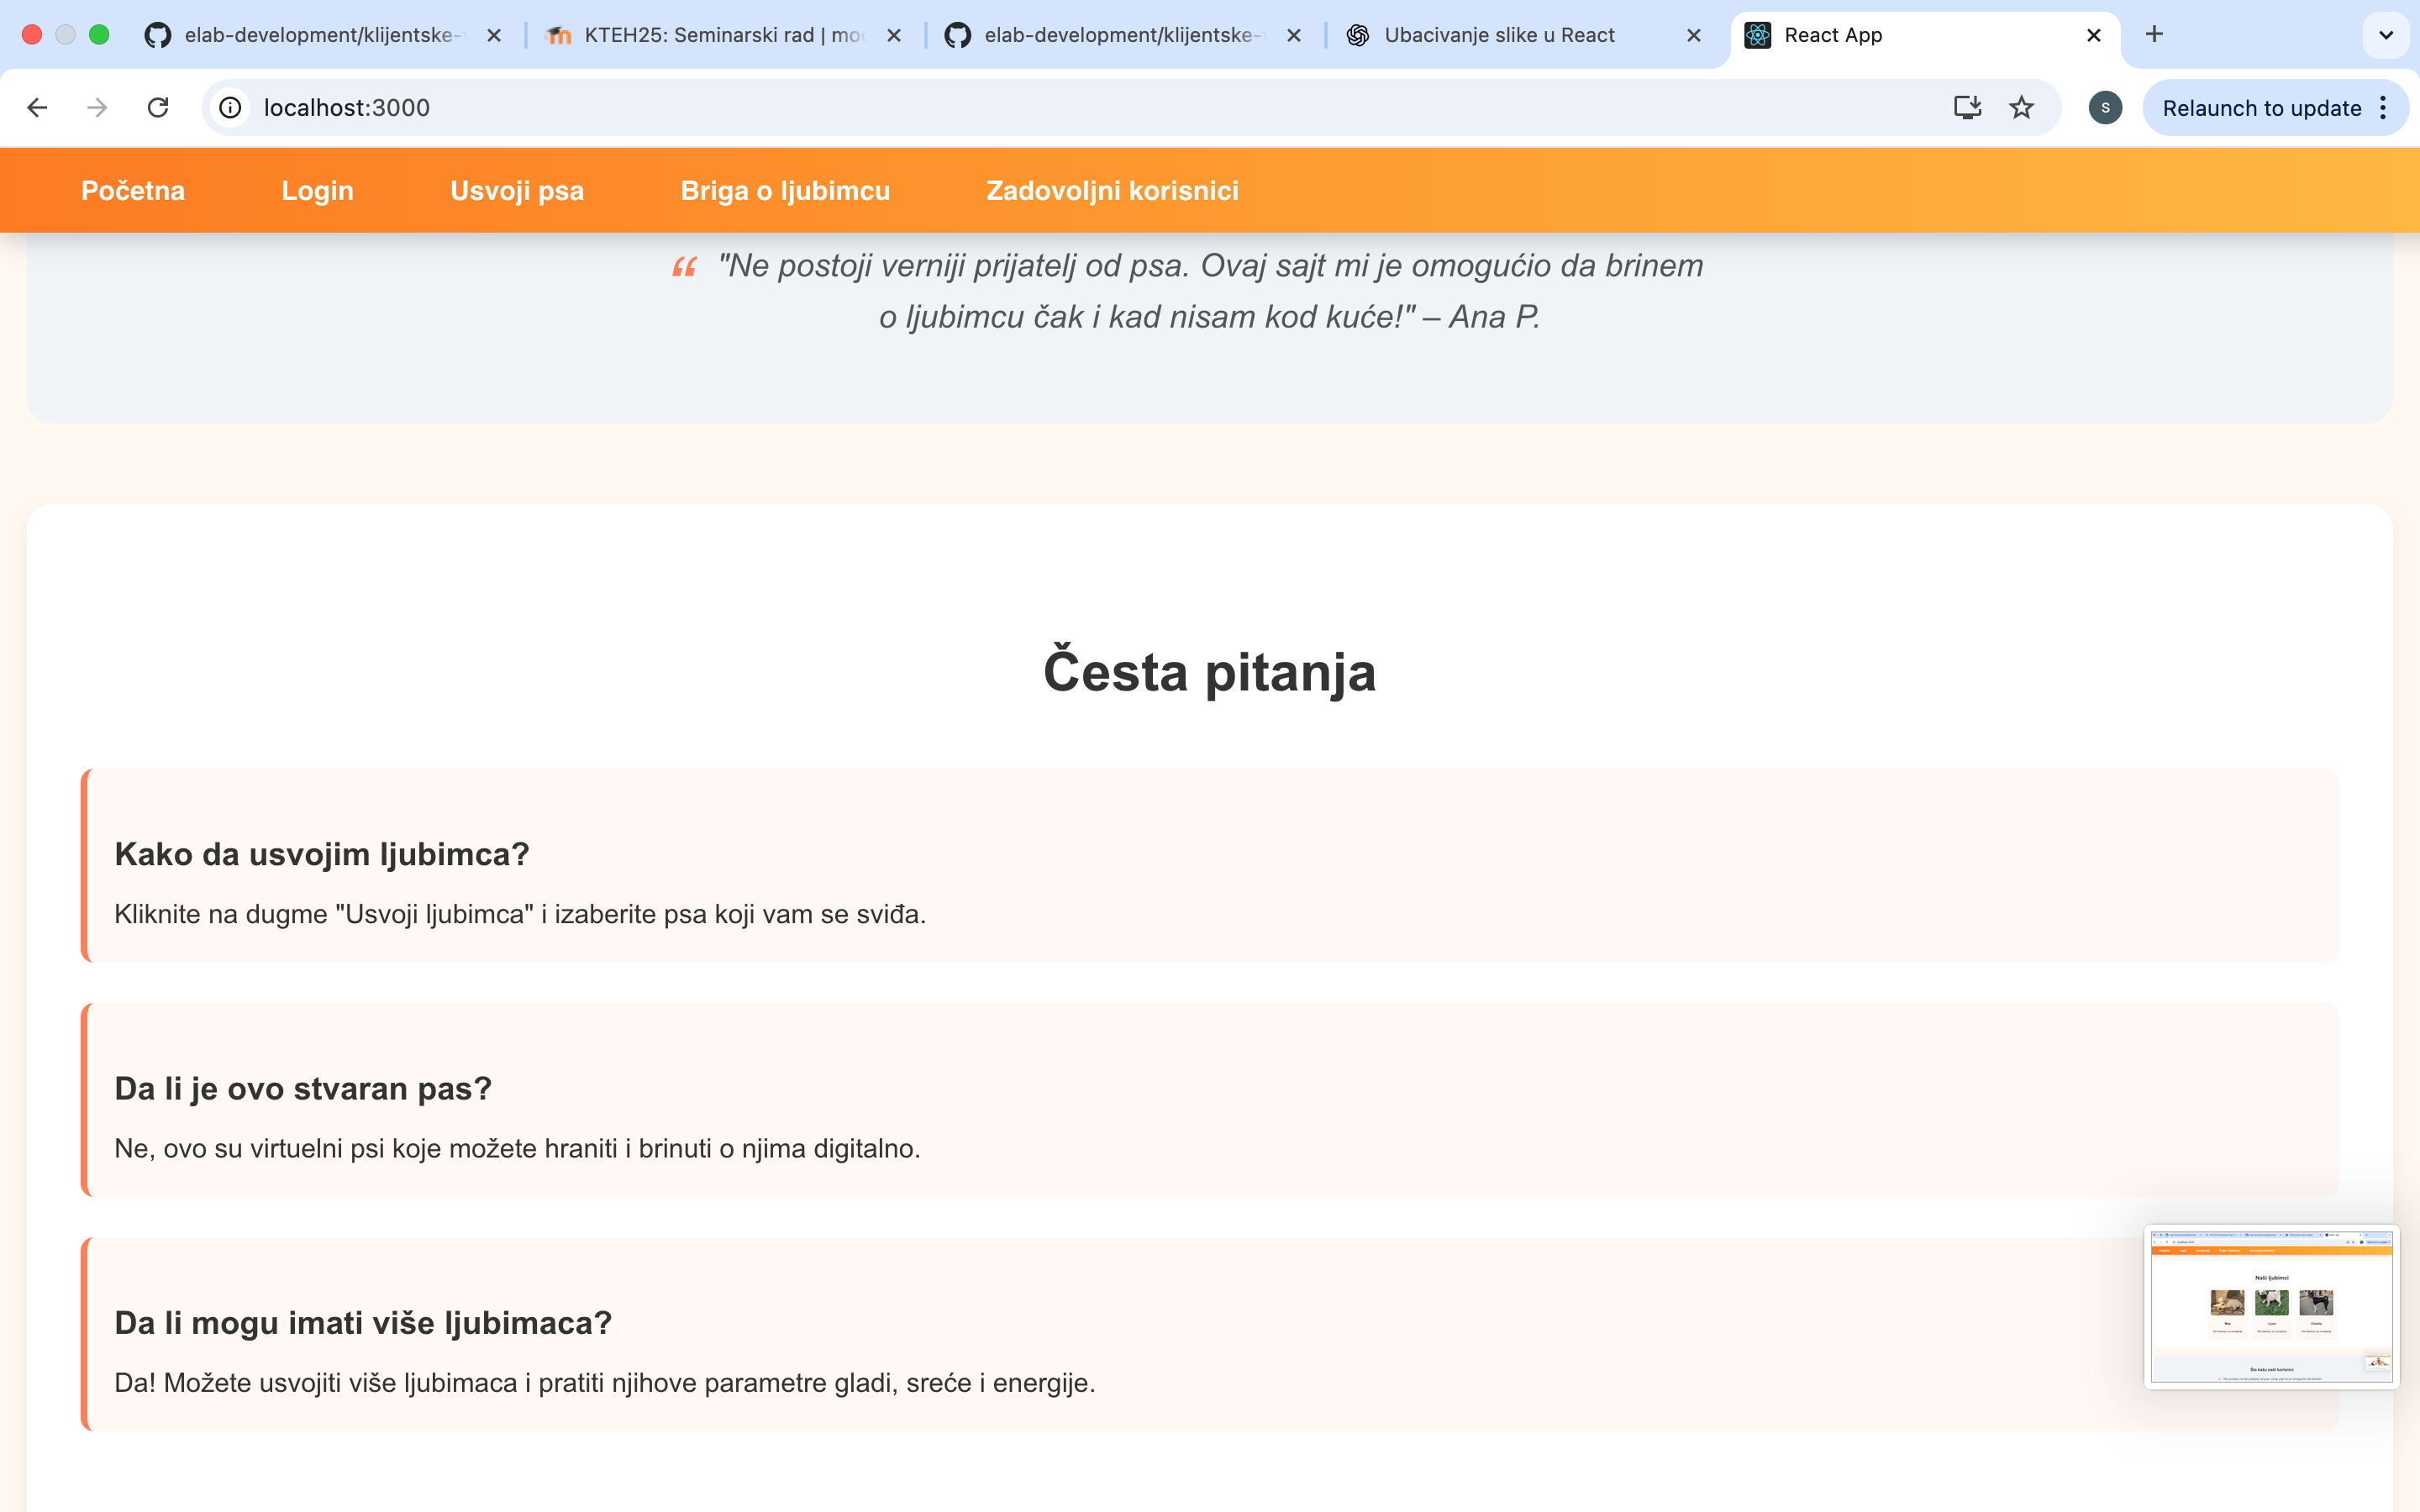 elab-development/klijentske-
KTEH25: Seminarski rad | mo
elab-development/klijentske-
Ubacivanje slike u React
React App
localhost:3000
S
Relaunch to update
Početna
Login
Usvoji psa
Briga o ljubimcu
Zadovoljni korisnici
“ "Ne postoji verniji prijatelj od psa. Ovaj sajt mi je omogućio da brinem
o ljubimcu čak i kad nisam kod kuće!" – Ana P.
Česta pitanja
Kako da usvojim ljubimca?
Kliknite na dugme "Usvoji ljubimca" i izaberite psa koji vam se sviđa.
Da li je ovo stvaran pas?
Ne, ovo su virtuelni psi koje možete hraniti i brinuti o njima digitalno.
Da li mogu imati više ljubimaca?
Da! Možete usvojiti više ljubimaca i pratiti njihove parametre gladi, sreće i energije.
Naši ljubimci